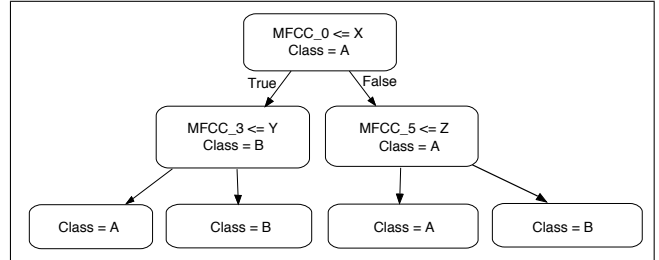 MFCC_0 <= X
Class = A
True
False
MFCC_3 <= Y
Class = B
MFCC_5 <= Z
Class = A
Class = A
Class = B
Class = A
Class = B